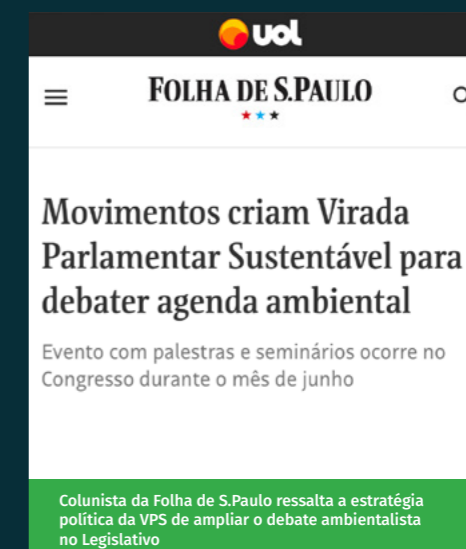 uol
FOLHA DE S.PAULO
Movimentos criam Virada
Parlamentar Sustentável para
debater agenda ambiental
Evento com palestras e seminários ocorre no
Congresso durante o mês de junho
Colunista da Folha de S.Paulo ressalta a estratégia
política da VPS de ampliar o debate ambientalista
no Legislativo